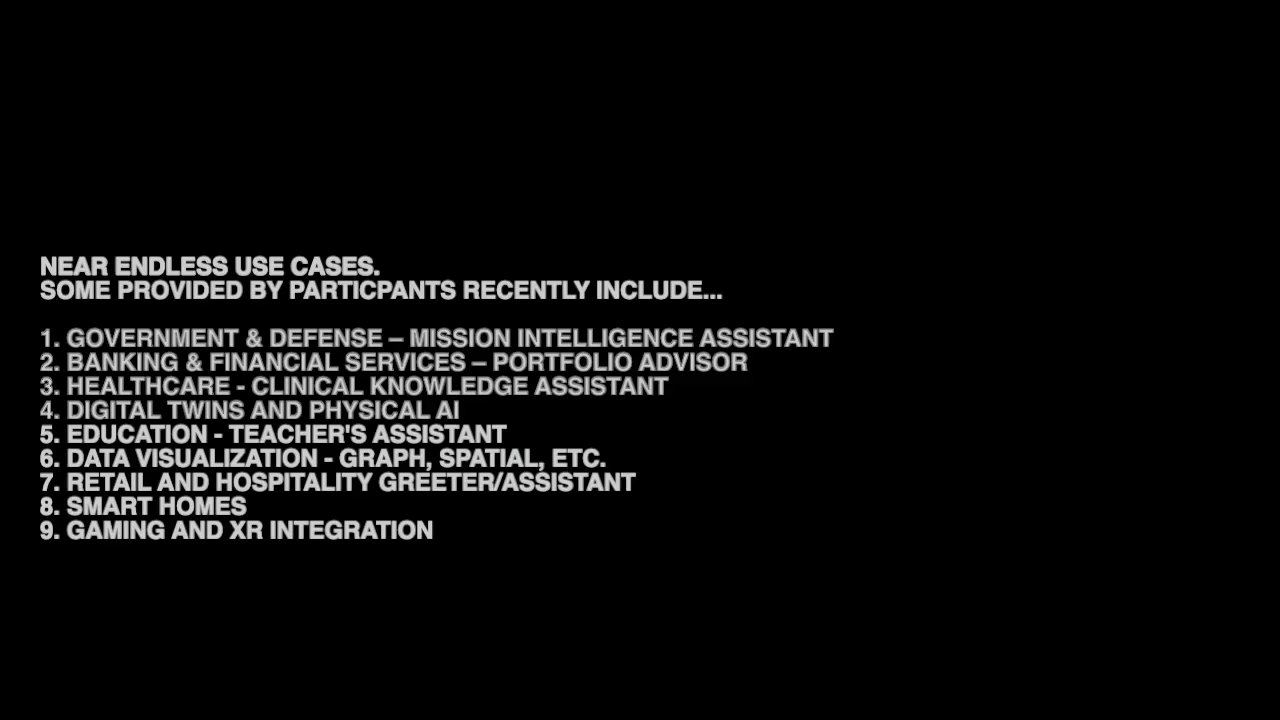 NEAR ENDLESS USE CASES.
SOME PROVIDED BY PARTICPANTS RECENTLY INCLUDE...
1. GOVERNMENT & DEFENSE – MISSION INTELLIGENCE ASSISTANT
2. BANKING & FINANCIAL SERVICES – PORTFOLIO ADVISOR
3. HEALTHCARE - CLINICAL KNOWLEDGE ASSISTANT
4. DIGITAL TWINS AND PHYSICAL AI
5. EDUCATION - TEACHER'S ASSISTANT
6. DATA VISUALIZATION - GRAPH, SPATIAL, ETC.
7. RETAIL AND HOSPITALITY GREETER/ASSISTANT
8. SMART HOMES
9. GAMING AND XR INTEGRATION